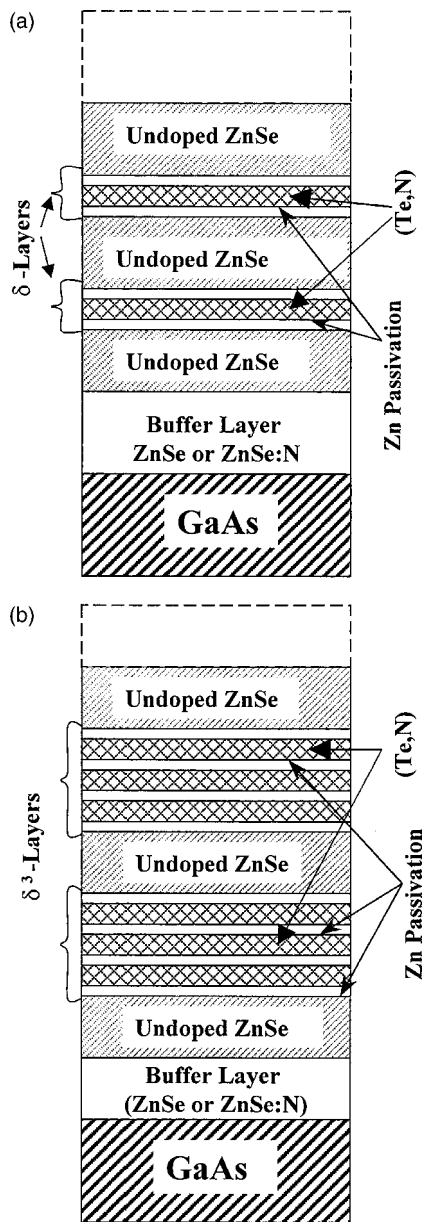 (a)
Undoped ZnSe
δ -Layers
(Te,N)
Undoped ZnSe
Zn Passivation
Undoped ZnSe
Buffer Layer
ZnSe or ZnSe:N
GaAs
(b)
Undoped ZnSe
(Te,N)
δ³-Layers
Undoped ZnSe
Zn Passivation
Undoped ZnSe
Buffer Layer
(ZnSe or ZnSe:N)
GaAs